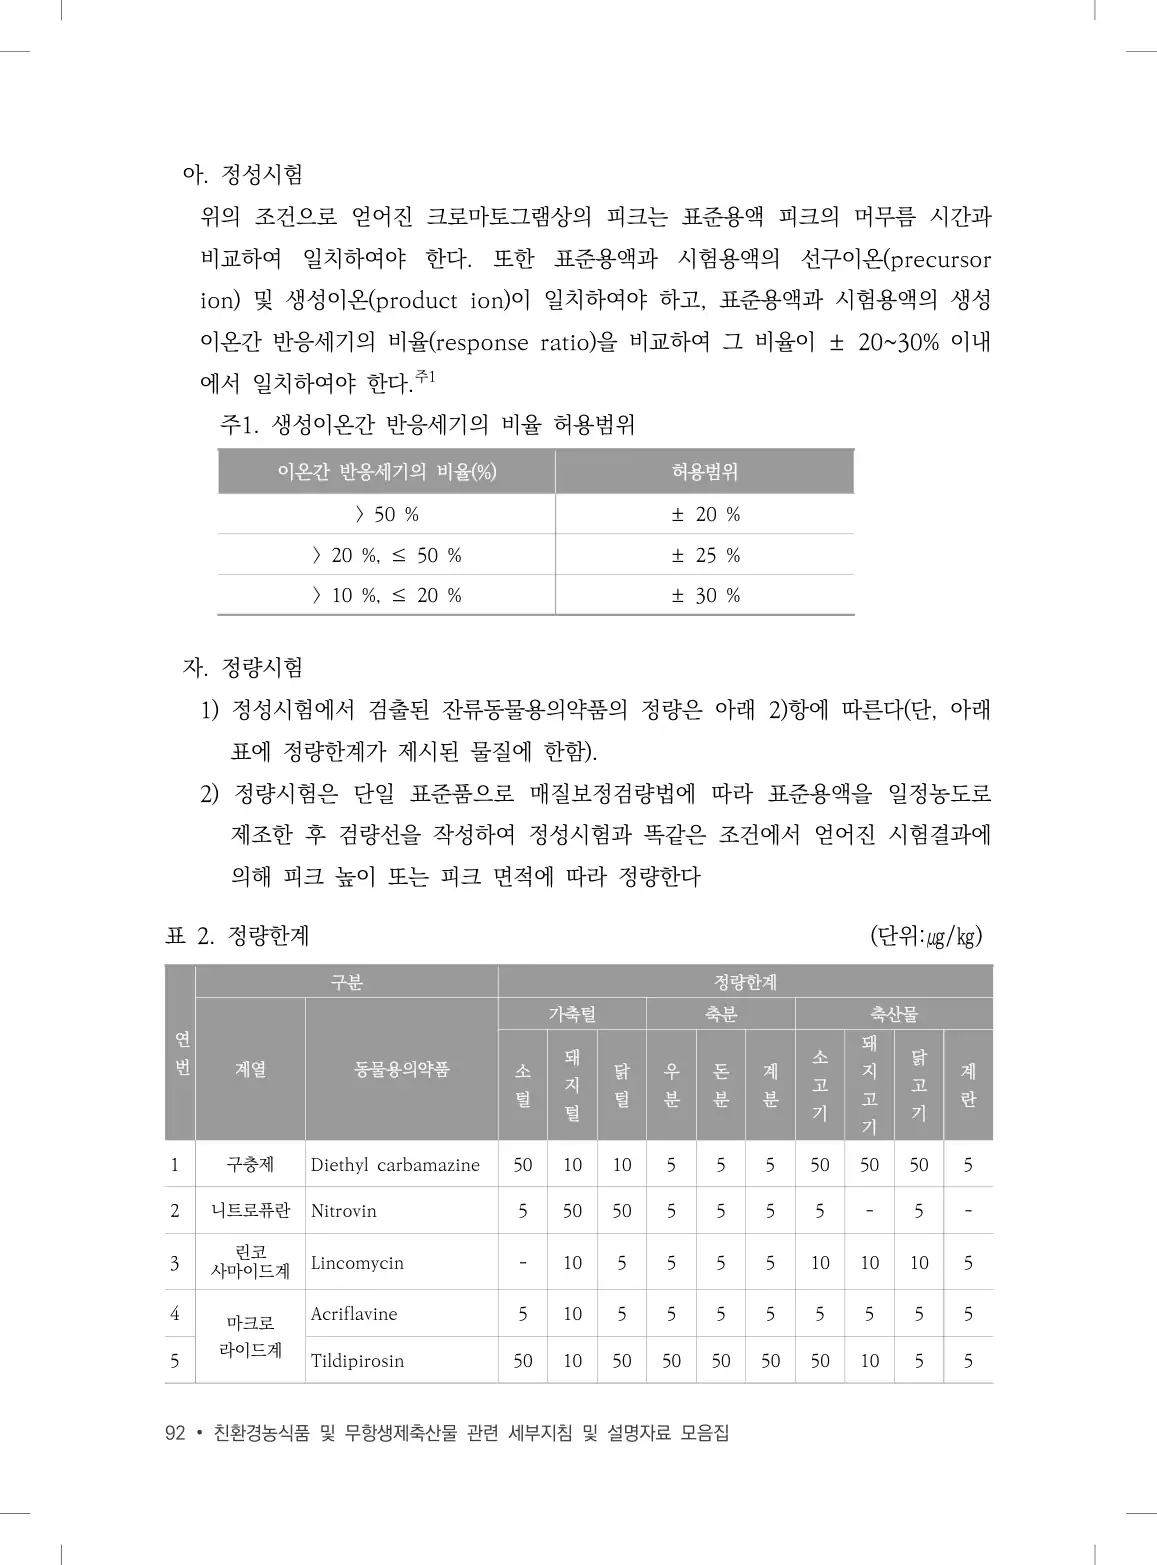 아. 정성시험
위의 조건으로 얻어진 크로마토그램상의 피크는 표준용액 피크의 머무름 시간과
비교하여 일치하여야 한다. 또한 표준용액과 시험용액의 선구이온(precursor
ion) 및 생성이온(product ion)이 일치하여야 하고, 표준용액과 시험용액의 생성
이온간 반응세기의 비율(response ratio)을 비교하여 그 비율이 ± 20~30% 이내
에서 일치하여야 한다.주1
주1. 생성이온간 반응세기의 비율 허용범위
이온간 반응세기의 비율(%) 허용범위
〉50 % ± 20 %
〉20 %, ≤ 50 % ± 25 %
〉10 %, ≤ 20 % ± 30 %
자. 정량시험
1) 정성시험에서 검출된 잔류동물용의약품의 정량은 아래 2)항에 따른다(단, 아래
표에 정량한계가 제시된 물질에 한함).
2) 정량시험은 단일 표준품으로 매질보정검량법에 따라 표준용액을 일정농도로
제조한 후 검량선을 작성하여 정성시험과 똑같은 조건에서 얻어진 시험결과에
의해 피크 높이 또는 피크 면적에 따라 정량한다
표 2. 정량한계 (단위:㎍/㎏)
연번 구분 정량한계
계열 동물용의약품 가축털 축분 축산물
소털 돼지털 닭털 우분 돈분 계분 소고기 돼지고기 닭고기 계란
1 구충제 Diethyl carbamazine 50 10 10 5 5 5 50 50 50 5
2 니트로퓨란 Nitrovin 5 50 50 5 5 5 5 - 5 -
3 린코사마이드계 Lincomycin - 10 5 5 5 5 10 10 10 5
4 마크로라이드계 Acriflavine 5 10 5 5 5 5 5 5 5 5
5 Tildipirosin 50 10 50 50 50 50 50 10 5 5
92 • 친환경농식품 및 무항생제축산물 관련 세부지침 및 설명자료 모음집